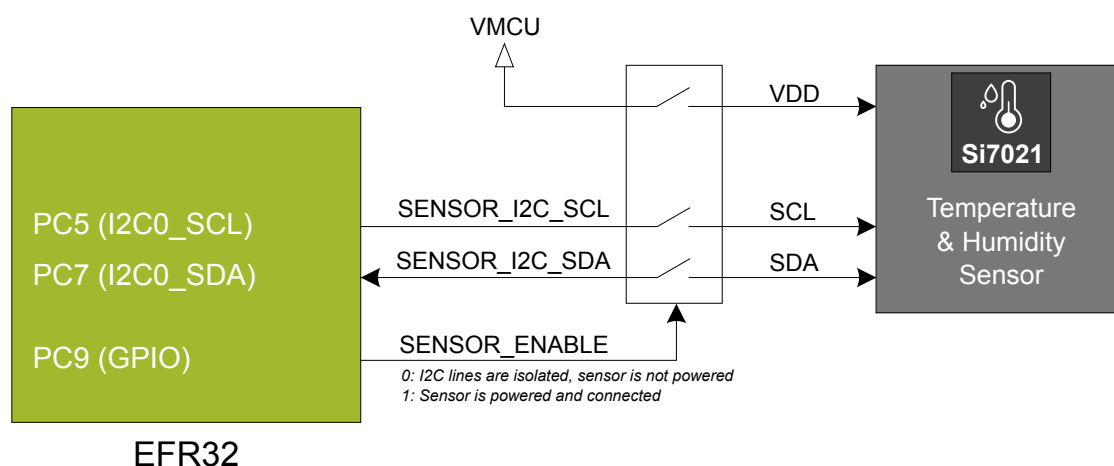 VMCU
VDD
Si7021
PC5 (I2C0_SCL)
SENSOR_I2C_SCL
SCL
Temperature
& Humidity
Sensor
PC7 (I2C0_SDA)
SENSOR_I2C_SDA
SDA
PC9 (GPIO)
SENSOR_ENABLE
0: I2C lines are isolated, sensor is not powered
1: Sensor is powered and connected
EFR32